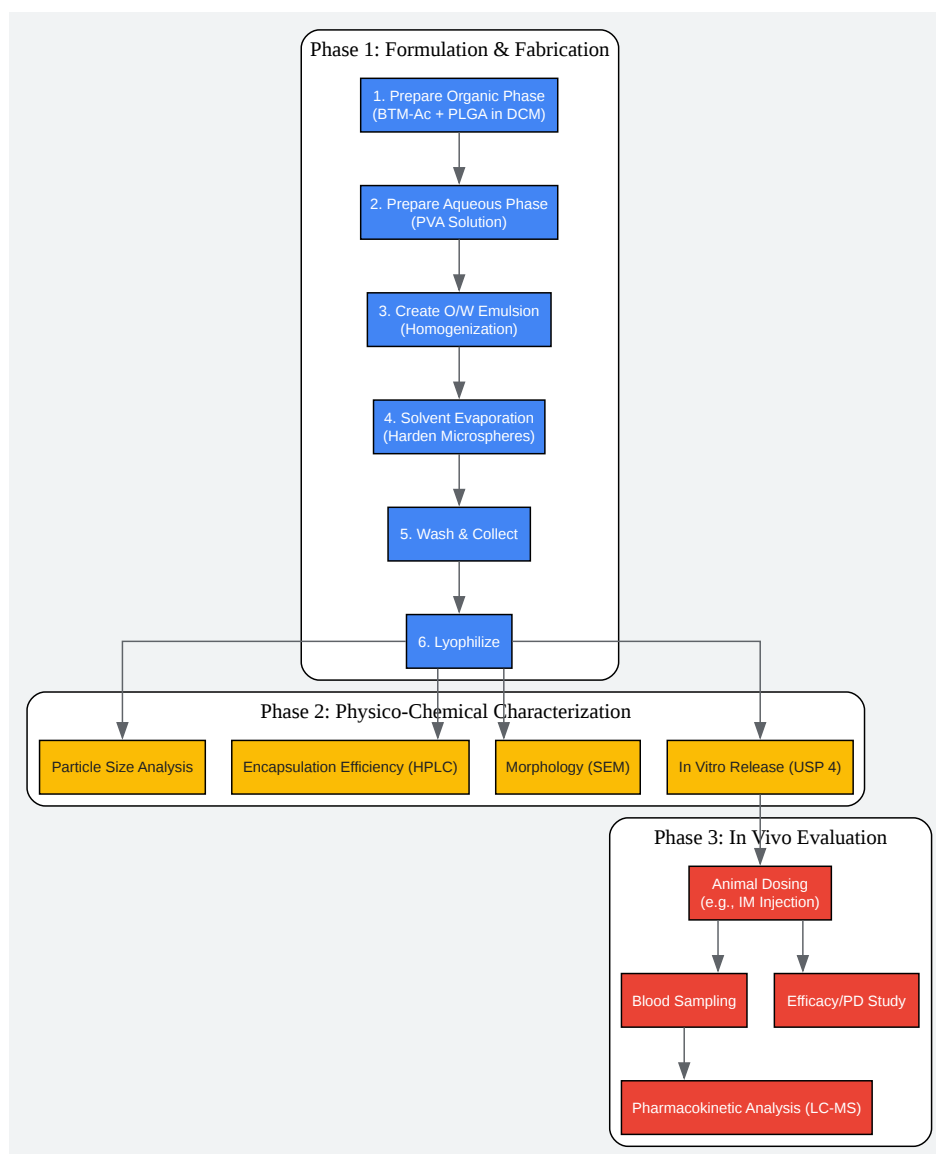 Phase 1: Formulation & Fabrication
1. Prepare Organic Phase
(BTM-Ac + PLGA in DCM)
2. Prepare Aqueous Phase
(PVA Solution)
3. Create O/W Emulsion
(Homogenization)
4. Solvent Evaporation
(Harden Microspheres)
5. Wash & Collect
6. Lyophilize
Phase 2: Physico-Chemical Characterization
Particle Size Analysis
Encapsulation Efficiency (HPLC)
Morphology (SEM)
In Vitro Release (USP 4)
Phase 3: In Vivo Evaluation
Animal Dosing
(e.g., IM Injection)
Blood Sampling
Efficacy/PD Study
Pharmacokinetic Analysis (LC-MS)